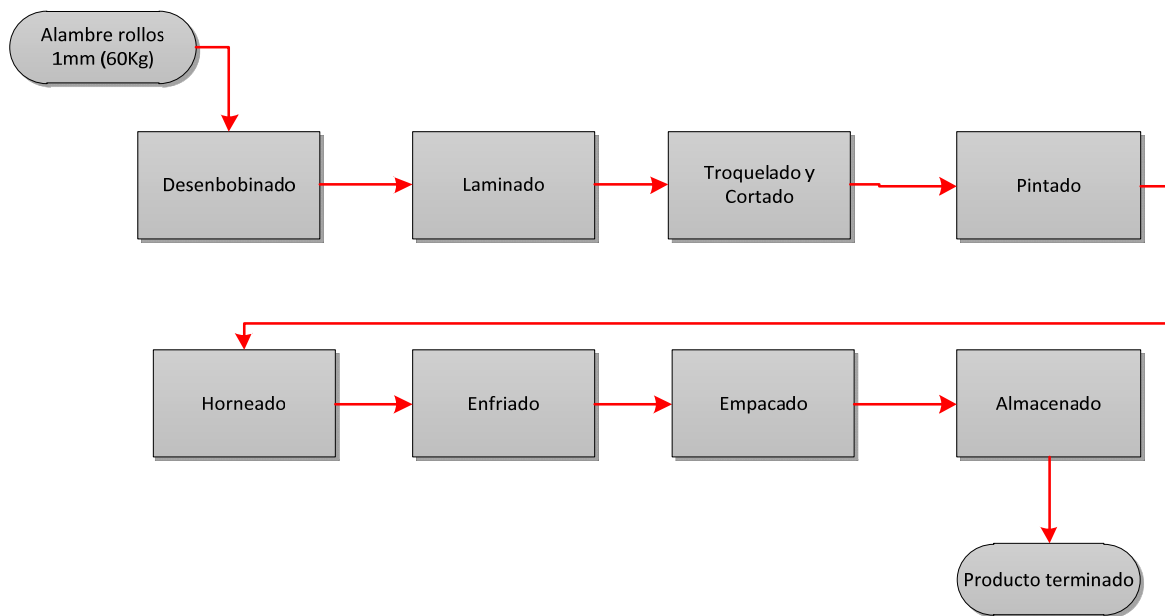 Alambre rollos
1mm (60Kg)
Desenbobinado
Laminado
Troquelado y
Cortado
Pintado
Horneado
Enfriado
Empacado
Almacenado
Producto terminado